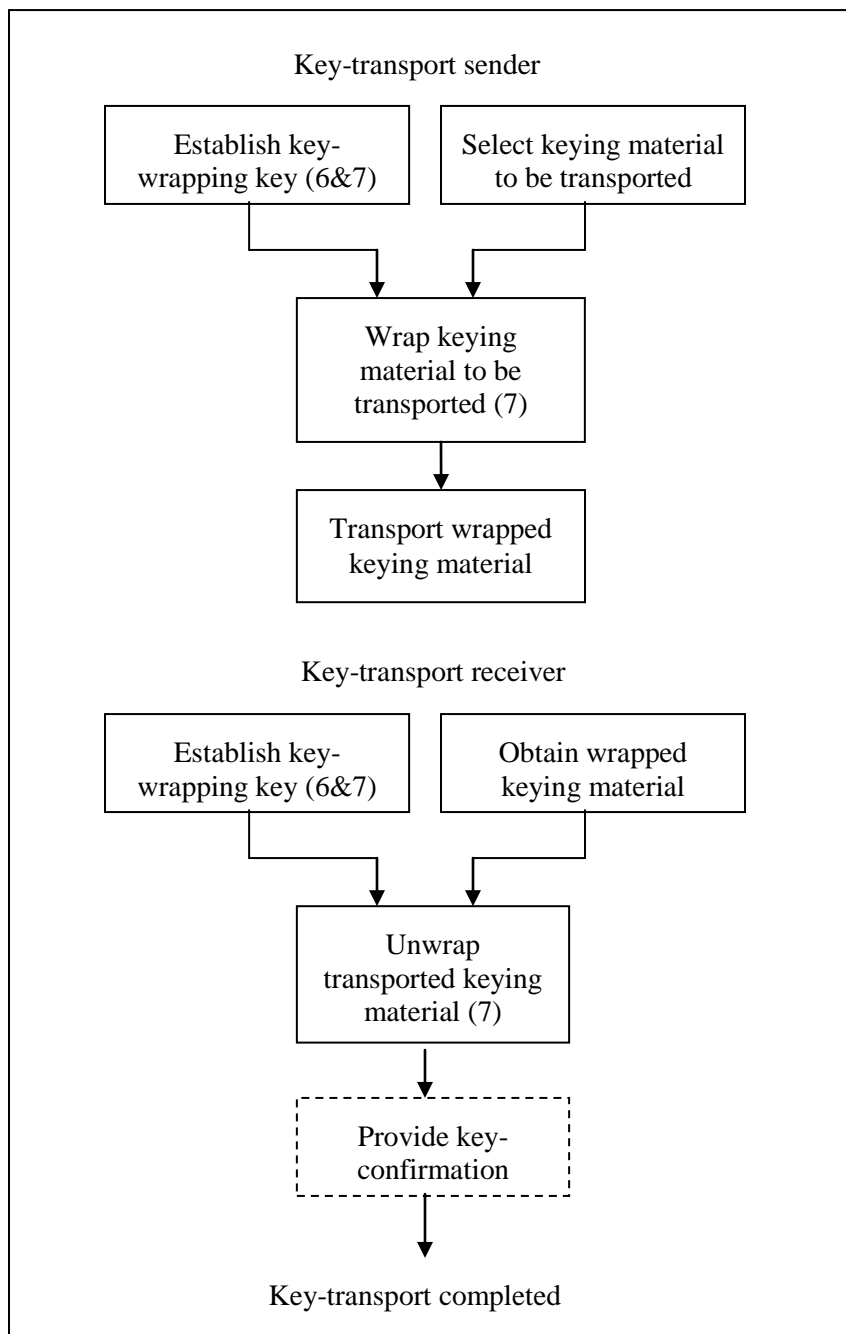 Key-transport sender
Establish key-
wrapping key (6&7)
Select keying material
to be transported
Wrap keying
material to be
transported (7)
Transport wrapped
keying material
Key-transport receiver
Establish key-
wrapping key (6&7)
Obtain wrapped
keying material
Unwrap
transported keying
material (7)
Provide key-
confirmation
Key-transport completed